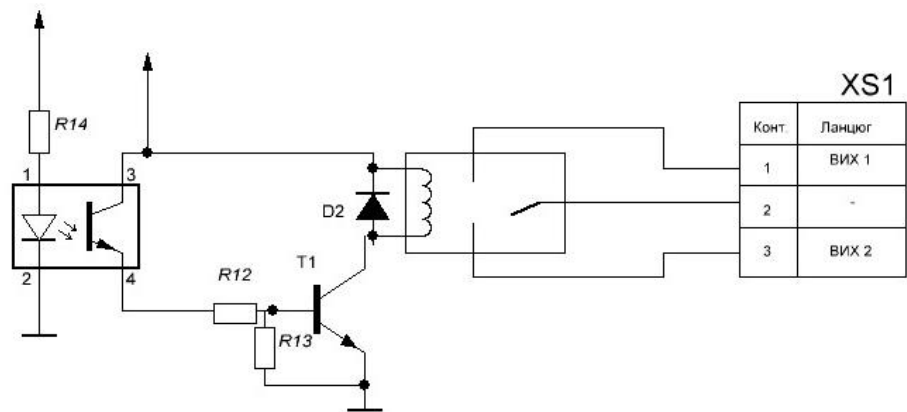 XS1
R14
Конт. Ланцюг
1 ВИХ 1
2 -
3 ВИХ 2
1 3
D2
2 4
T1
R12
R13